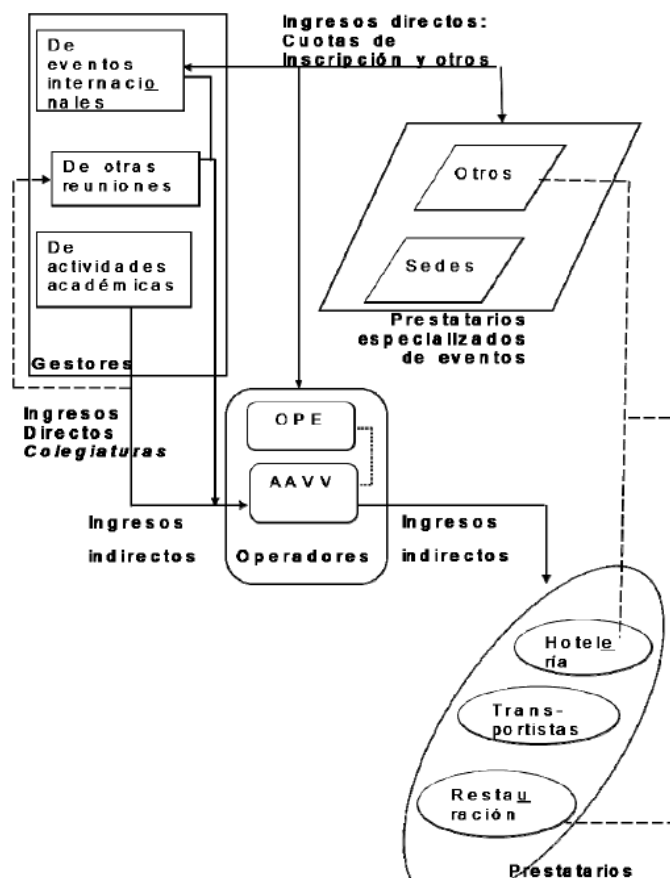 Ingresos directos:
Cuotas de
Inscripción y otros
De
eventos
internacio
nales
De otras
reuniones
De
actividades
académicas
Gestores
Otros
Sedes
Prestatarios
especializados
de eventos
Ingresos
Directos
Colegiaturas
OPE
AAVV
Operadores
Ingresos
indirectos
Ingresos
indirectos
Hotele
ría
Trans-
portistas
Restau
ración
Prestatarios